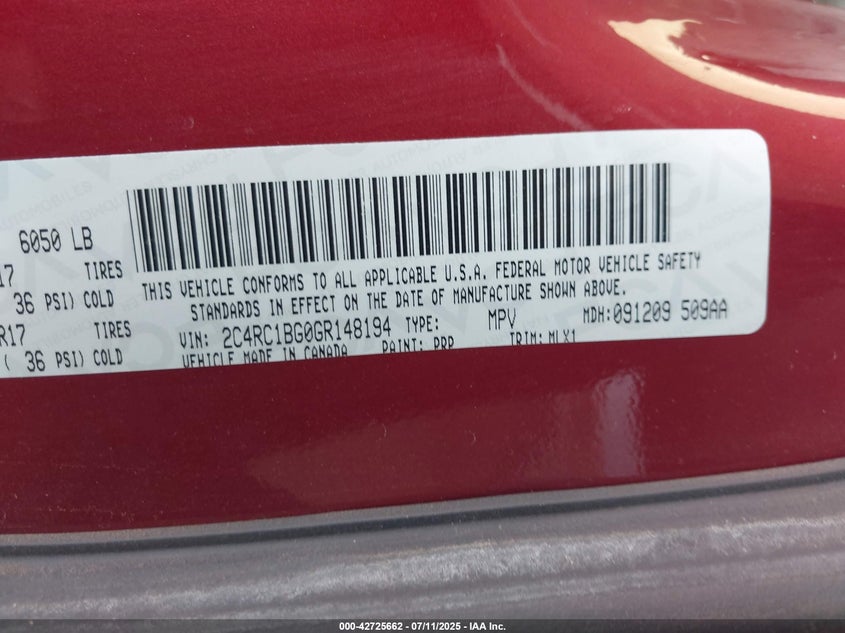 6050 LB
17 TIRES
36 PSI) COLD
R17 TIRES
( 36 PSI) COLD
THIS VEHICLE CONFORMS TO ALL APPLICABLE U.S.A. FEDERAL MOTOR VEHICLE SAFETY
STANDARDS IN EFFECT ON THE DATE OF MANUFACTURE SHOWN ABOVE.
VIN: 2C4RC1BG0GR148194 TYPE: MPV MDH:091209 509AA
VEHICLE MADE IN CANADA PAINT: PRP TRIM: MLX1
000-42725662 - 07/11/2025 - IAA Inc.